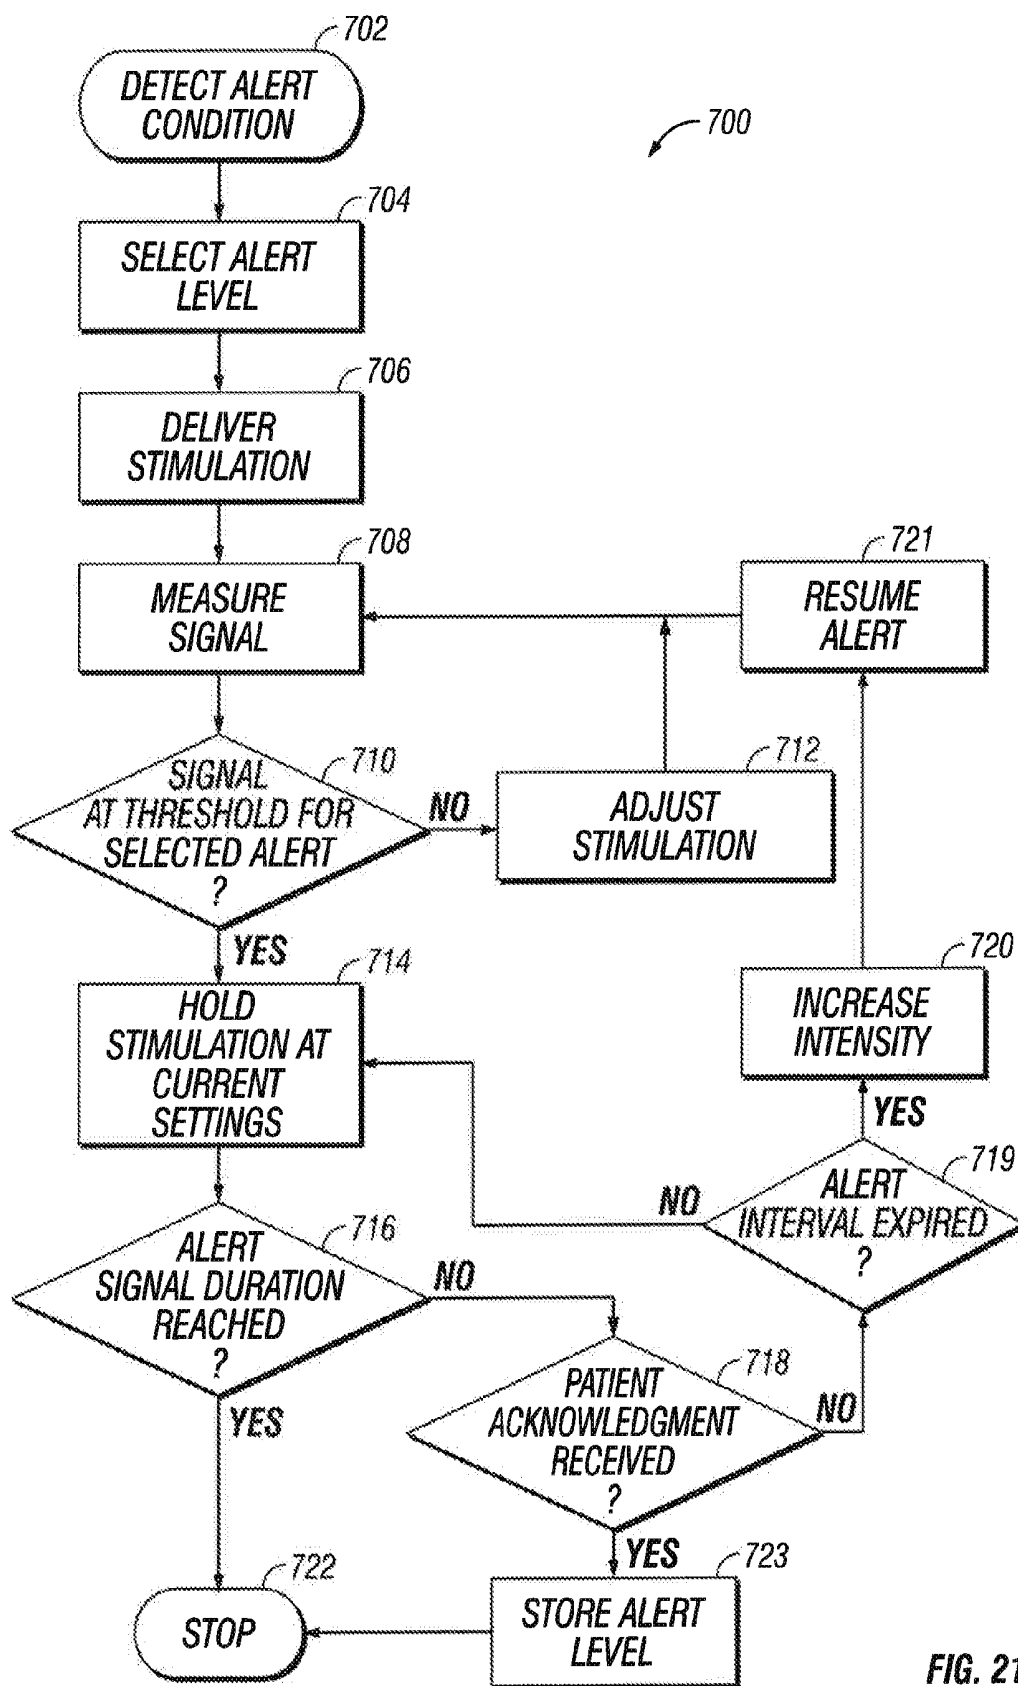 702
DETECT ALERT
CONDITION
700
704
SELECT ALERT
LEVEL
706
DELIVER
STIMULATION
708
MEASURE
SIGNAL
721
RESUME
ALERT
710
SIGNAL
AT THRESHOLD FOR
SELECTED ALERT
?
NO
712
ADJUST
STIMULATION
YES
714
HOLD
STIMULATION AT
CURRENT
SETTINGS
720
INCREASE
INTENSITY
YES
719
ALERT
INTERVAL EXPIRED
?
NO
716
ALERT
SIGNAL DURATION
REACHED
?
NO
YES
718
PATIENT
ACKNOWLEDGMENT
RECEIVED
?
NO
YES
723
STORE ALERT
LEVEL
722
STOP
FIG. 21